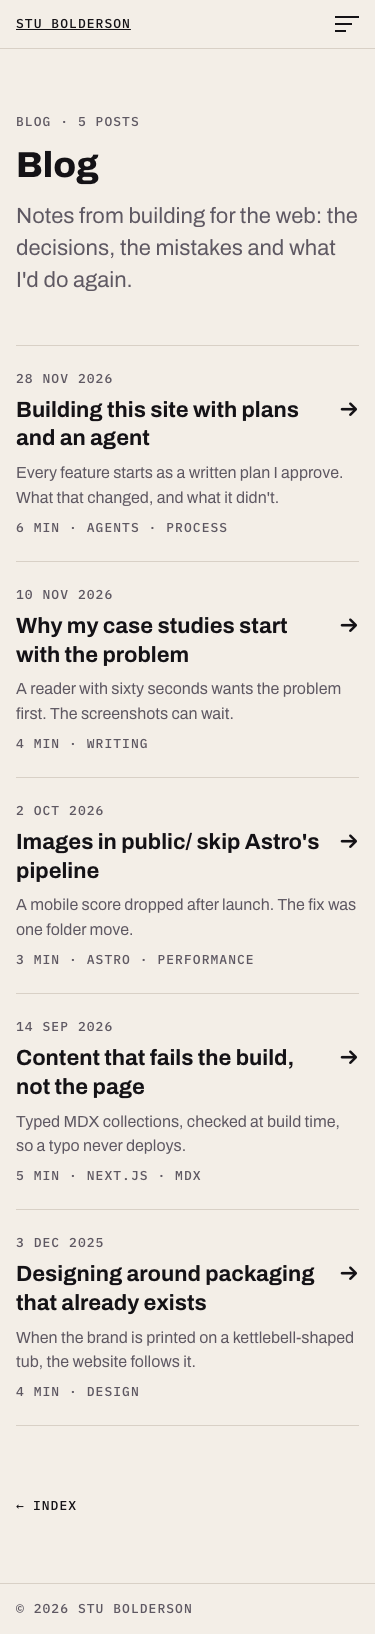 STU BOLDERSON
BLOG · 5 POSTS
Blog
Notes from building for the web: the
decisions, the mistakes and what
I'd do again.
28 NOV 2026
Building this site with plans →
and an agent
Every feature starts as a written plan I approve.
What that changed, and what it didn't.
6 MIN · AGENTS · PROCESS
10 NOV 2026
Why my case studies start →
with the problem
A reader with sixty seconds wants the problem
first. The screenshots can wait.
4 MIN · WRITING
2 OCT 2026
Images in public/ skip Astro's →
pipeline
A mobile score dropped after launch. The fix was
one folder move.
3 MIN · ASTRO · PERFORMANCE
14 SEP 2026
Content that fails the build, →
not the page
Typed MDX collections, checked at build time,
so a typo never deploys.
5 MIN · NEXT.JS · MDX
3 DEC 2025
Designing around packaging →
that already exists
When the brand is printed on a kettlebell-shaped
tub, the website follows it.
4 MIN · DESIGN
← INDEX
© 2026 STU BOLDERSON